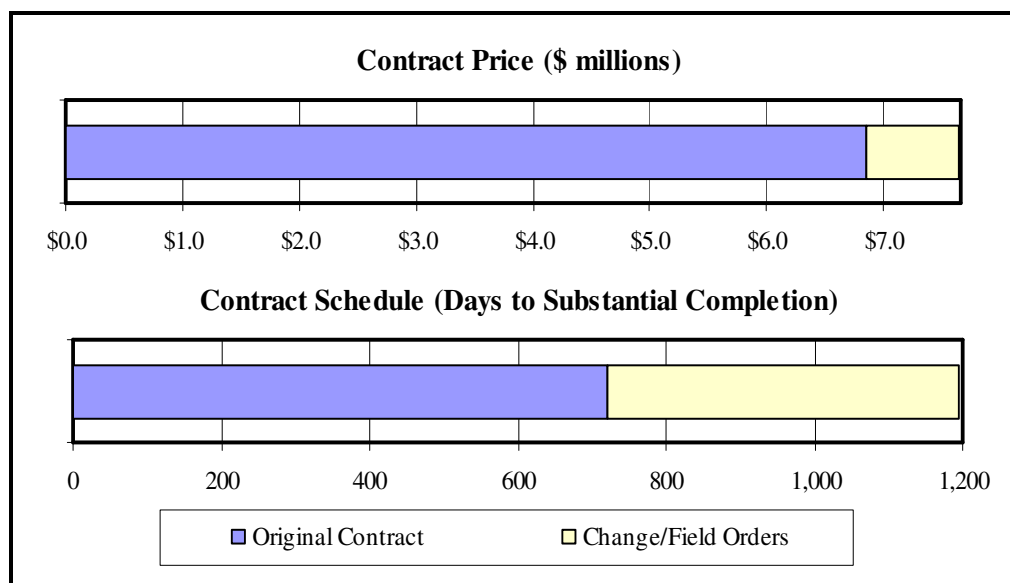 Contract Price ($ millions)
$0.0 $1.0 $2.0 $3.0 $4.0 $5.0 $6.0 $7.0
Contract Schedule (Days to Substantial Completion)
0 200 400 600 800 1,000 1,200
Original Contract Change/Field Orders